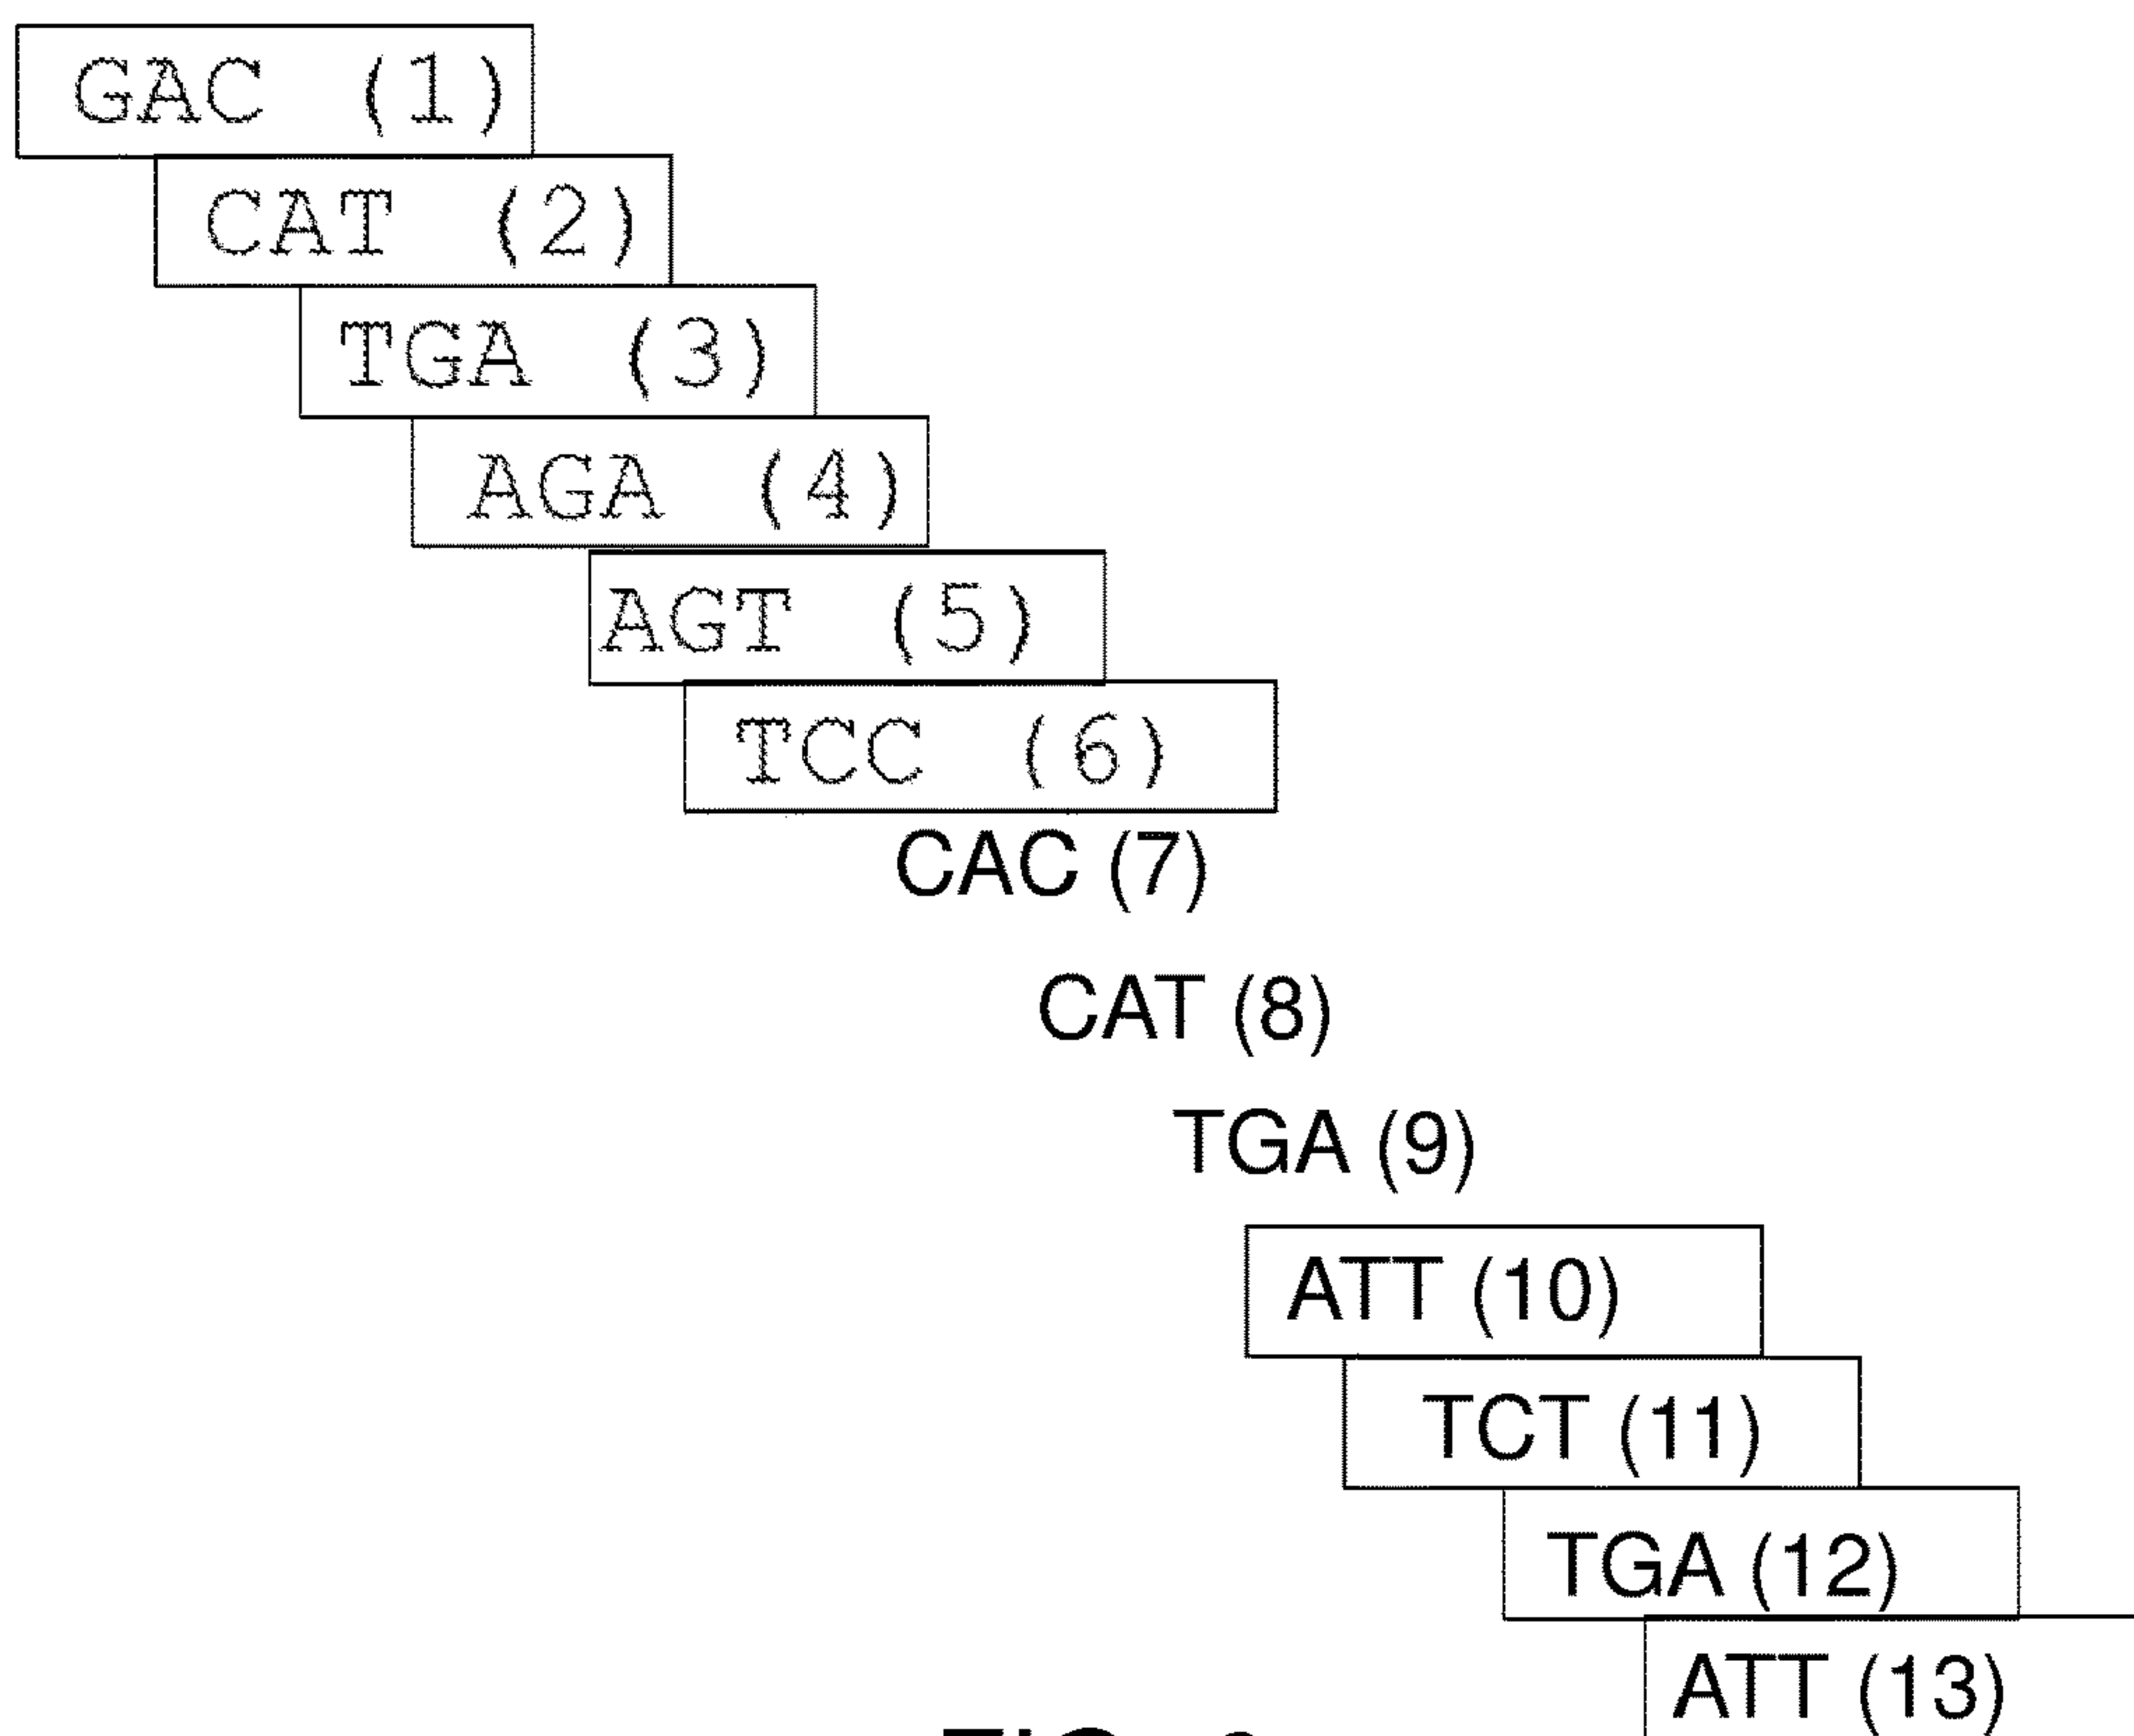 GAC (1)
CAT (2)
TGA (3)
AGA (4)
AGT (5)
TCC (6)
CAC (7)
CAT (8)
TGA (9)
ATT (10)
TCT (11)
TGA (12)
ATT (13)